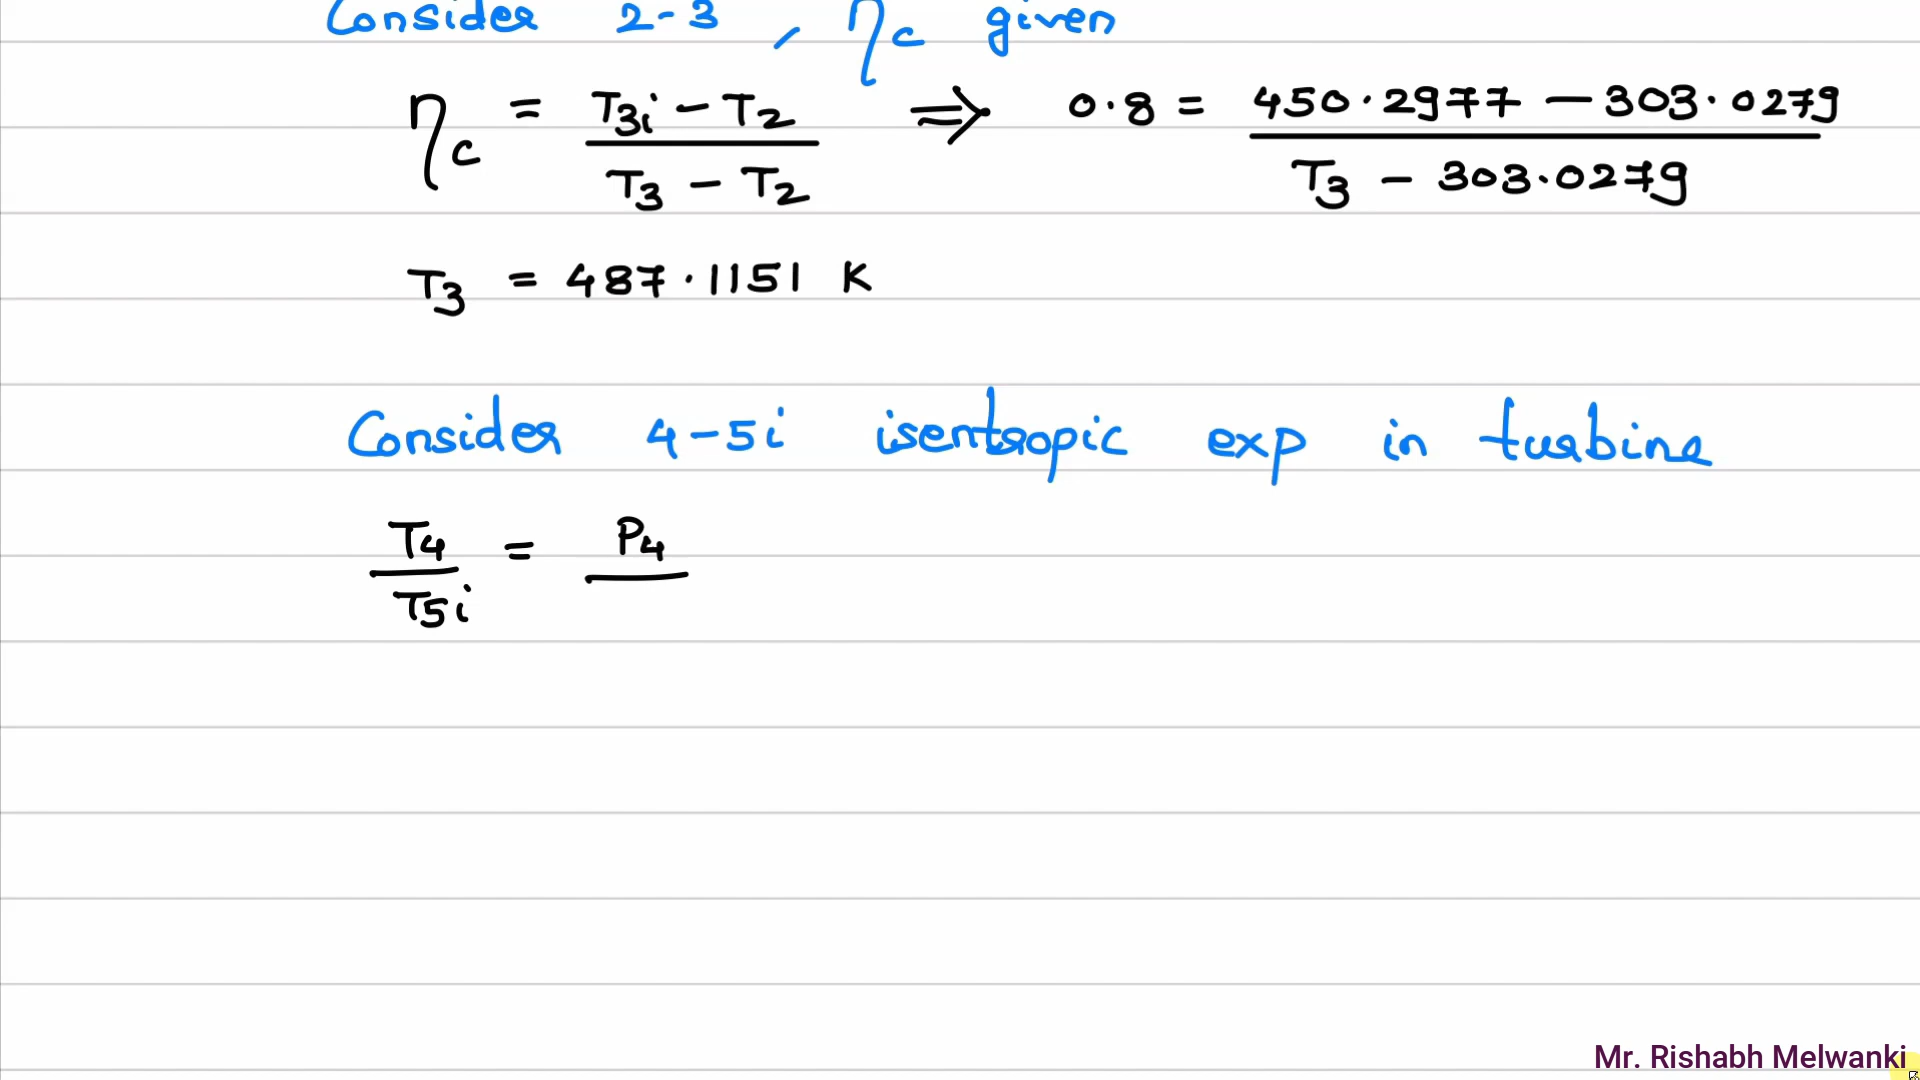 Consider 2-3 , ηc given
ηc = (T3i - T2) / (T3 - T2) ⇒ 0.8 = (450.2977 - 303.0279) / (T3 - 303.0279)
T3 = 487.1151 K
Consider 4-5i isentropic exp in turbine
T4 / T5i = P4 /
Mr. Rishabh Melwanki